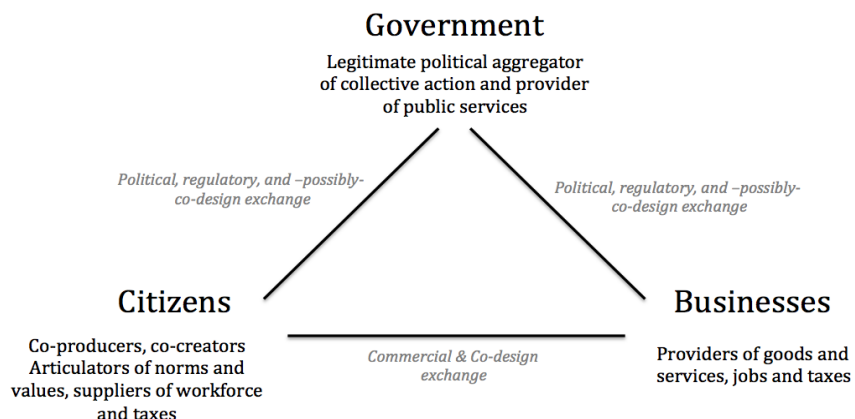 Government
Legitimate political aggregator
of collective action and provider
of public services
Political, regulatory, and –possibly-
co-design exchange
Political, regulatory, and –possibly-
co-design exchange
Citizens
Businesses
Co-producers, co-creators
Articulators of norms and
values, suppliers of workforce
and taxes
Commercial & Co-design
exchange
Providers of goods and
services, jobs and taxes